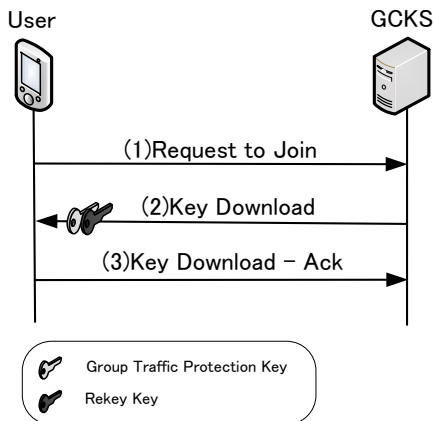 User GCKS
(1)Request to Join
(2)Key Download
(3)Key Download - Ack
Group Traffic Protection Key
Rekey Key